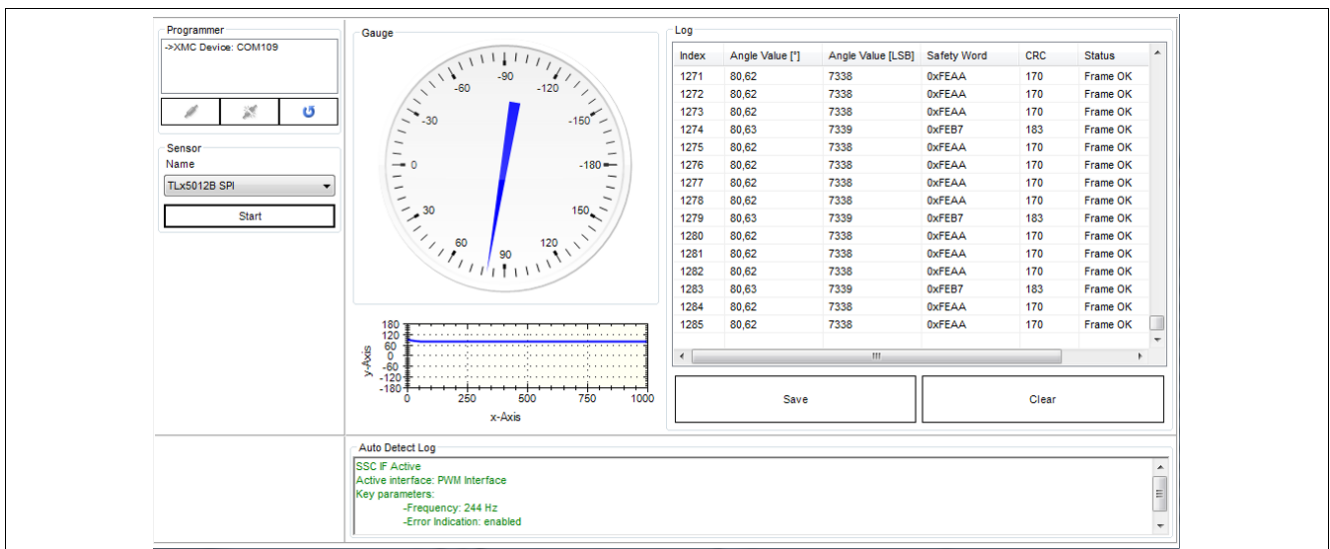 Programmer
->XMC Device: COM109
Sensor
Name
TLx5012B SPI
Start
Gauge
-90
-60 -120
-30 -150
0 -180
30 150
60 120
90
180
120
60
0
-60
-120
-180
y-Axis
0 250 500 750 1000
x-Axis
Log
Index Angle Value [°] Angle Value [LSB] Safety Word CRC Status
1271 80,62 7338 0xFEAA 170 Frame OK
1272 80,62 7338 0xFEAA 170 Frame OK
1273 80,62 7338 0xFEAA 170 Frame OK
1274 80,63 7339 0xFEB7 183 Frame OK
1275 80,62 7338 0xFEAA 170 Frame OK
1276 80,62 7338 0xFEAA 170 Frame OK
1277 80,62 7338 0xFEAA 170 Frame OK
1278 80,62 7338 0xFEAA 170 Frame OK
1279 80,63 7339 0xFEB7 183 Frame OK
1280 80,62 7338 0xFEAA 170 Frame OK
1281 80,62 7338 0xFEAA 170 Frame OK
1282 80,62 7338 0xFEAA 170 Frame OK
1283 80,63 7339 0xFEB7 183 Frame OK
1284 80,62 7338 0xFEAA 170 Frame OK
1285 80,62 7338 0xFEAA 170 Frame OK
Save Clear
Auto Detect Log
SSC IF Active
Active interface: PWM Interface
Key parameters:
-Frequency: 244 Hz
-Error Indication: enabled